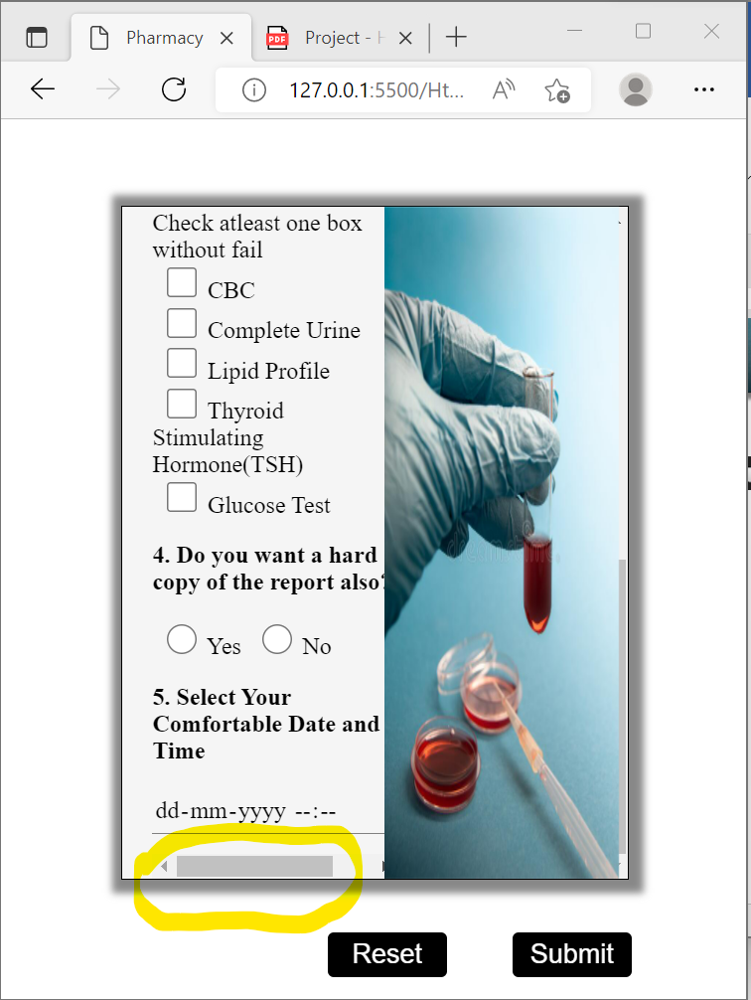 Pharmacy
PDF
Project -
127.0.0.1:5500/Ht...
Check atleast one box
without fail
CBC
Complete Urine
Lipid Profile
Thyroid
Stimulating
Hormone(TSH)
Glucose Test
4. Do you want a hard
copy of the report also?
Yes No
5. Select Your
Comfortable Date and
Time
dd-mm-yyyy --:--
Reset Submit